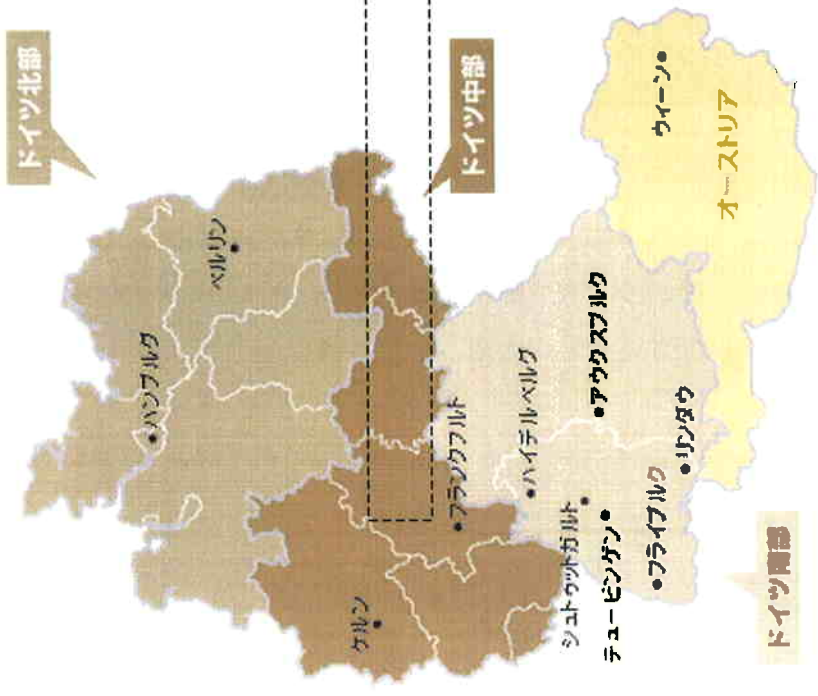 ドイツ北部
ハンブルグ
ベルリン
ドイツ中部
ケルン
フランクフルト
ハイデルベルグ
シュトゥットガルト
テュービンゲン
アウクスブルク
フライブルク
リンダウ
ドイツ南部
ウィーン
オーストリア